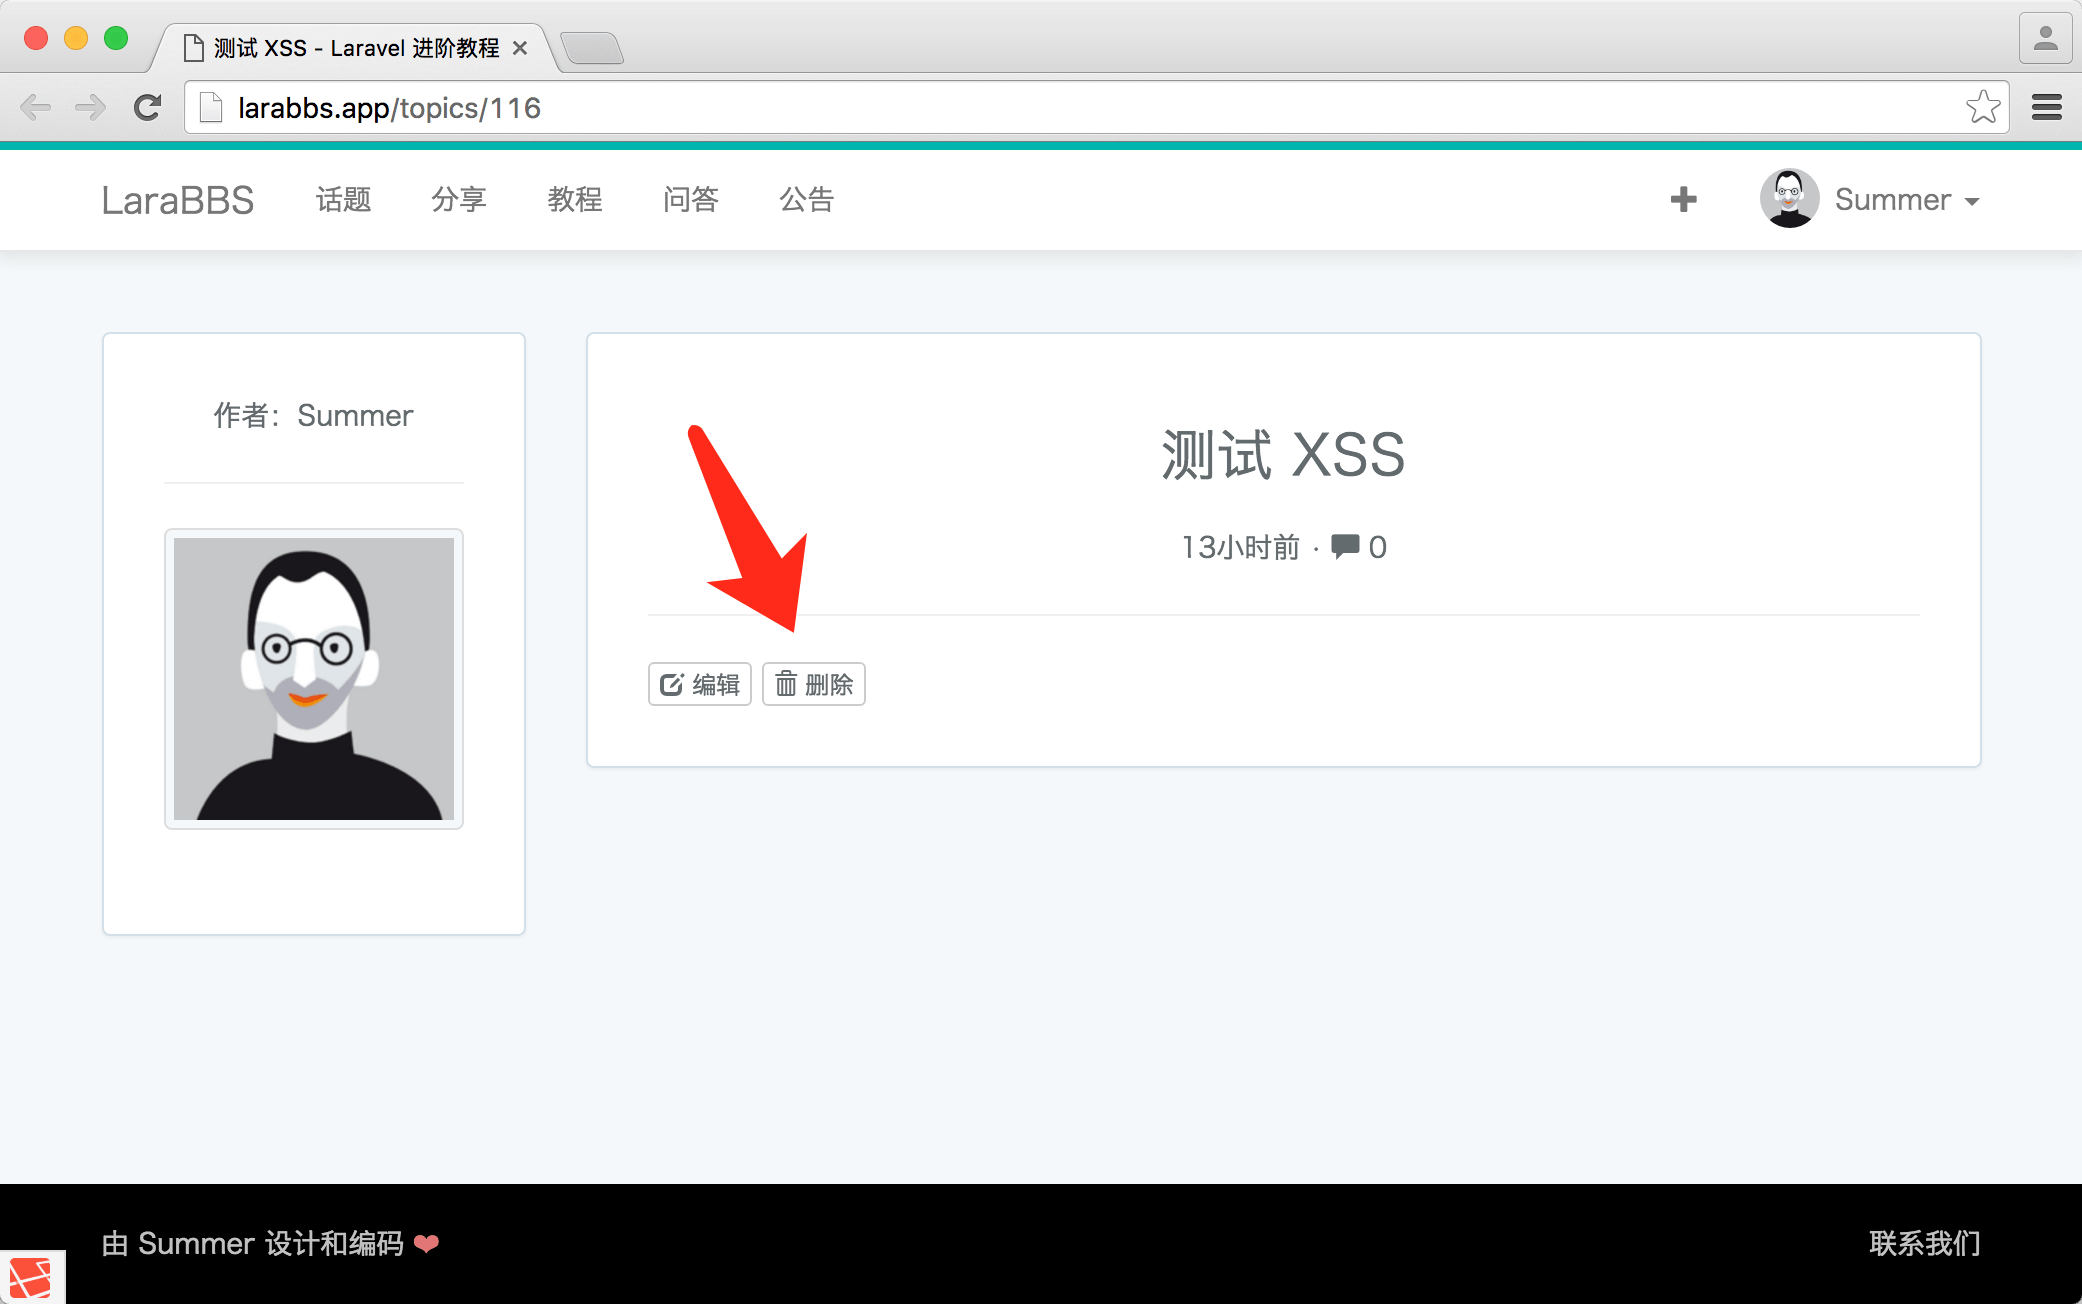 测试 XSS - Laravel 进阶教程
larabbs.app/topics/116
LaraBBS 话题 分享 教程 问答 公告 Summer
作者：Summer
测试 XSS
13小时前 · 0
编辑 删除
由 Summer 设计和编码 ❤
联系我们